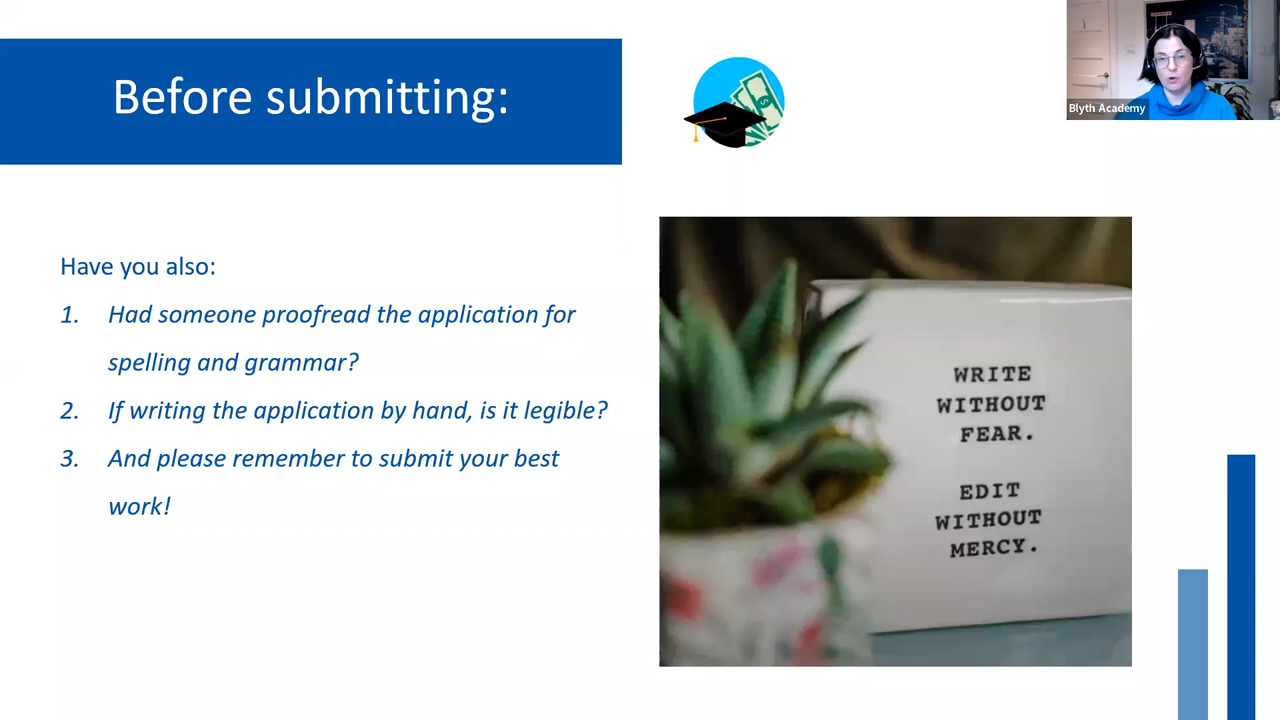 Before submitting:
Blyth Academy
Have you also:
1. Had someone proofread the application for
spelling and grammar?
2. If writing the application by hand, is it legible?
3. And please remember to submit your best
work!
WRITE
WITHOUT
FEAR.
EDIT
WITHOUT
MERCY.